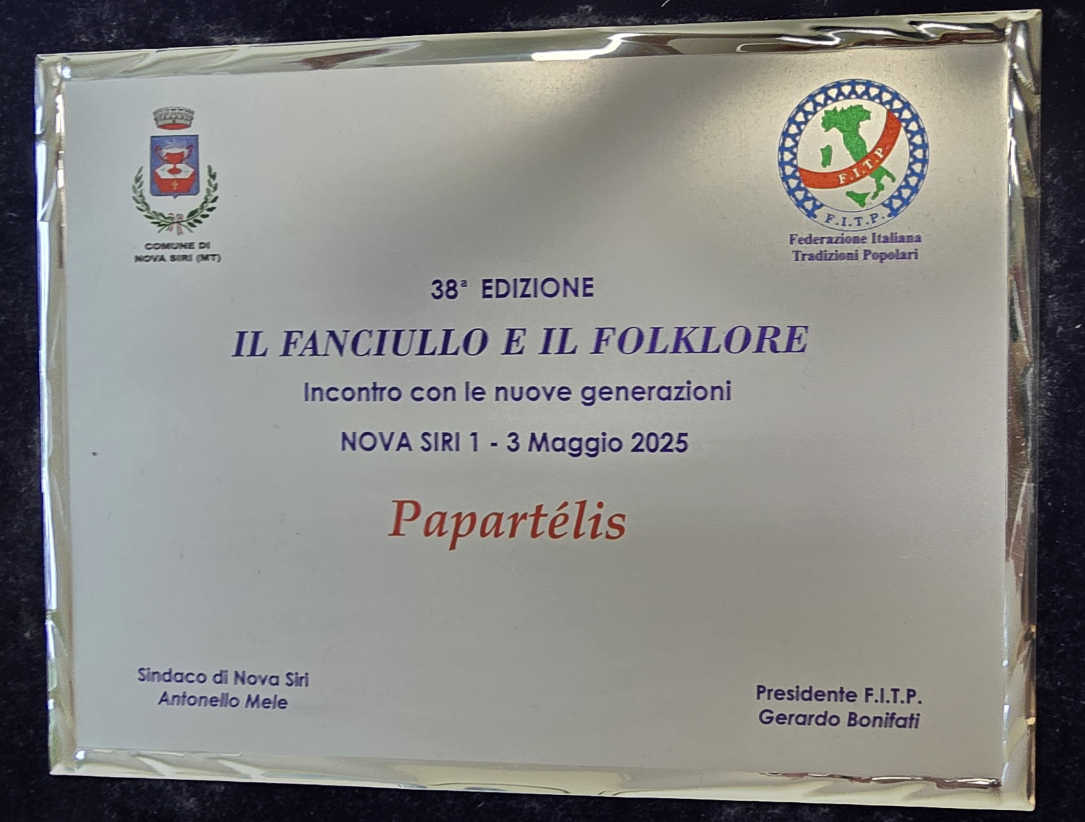 COMUNE DI
NOVA SIRI (MT)
F.I.T.P.
F.I.T.P.
Federazione Italiana
Tradizioni Popolari
38ª EDIZIONE
IL FANCIULLO E IL FOLKLORE
Incontro con le nuove generazioni
NOVA SIRI 1 - 3 Maggio 2025
Papartélis
Sindaco di Nova Siri
Antonello Mele
Presidente F.I.T.P.
Gerardo Bonifati